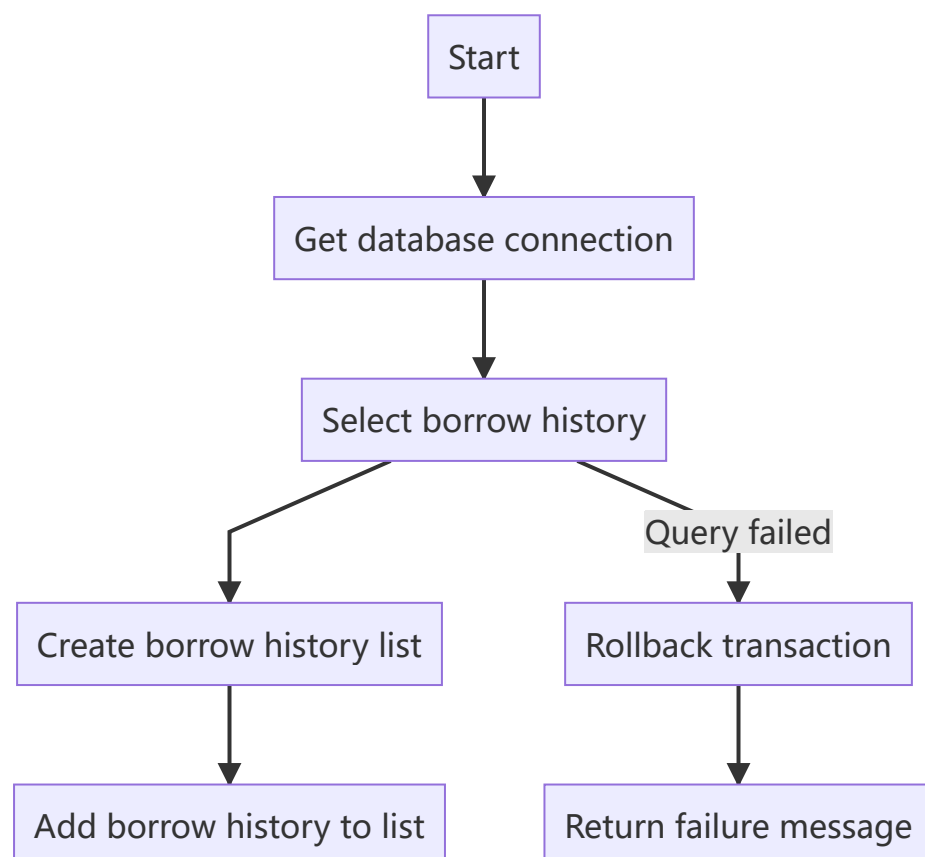 Start
Get database connection
Select borrow history
Query failed
Create borrow history list
Rollback transaction
Add borrow history to list
Return failure message